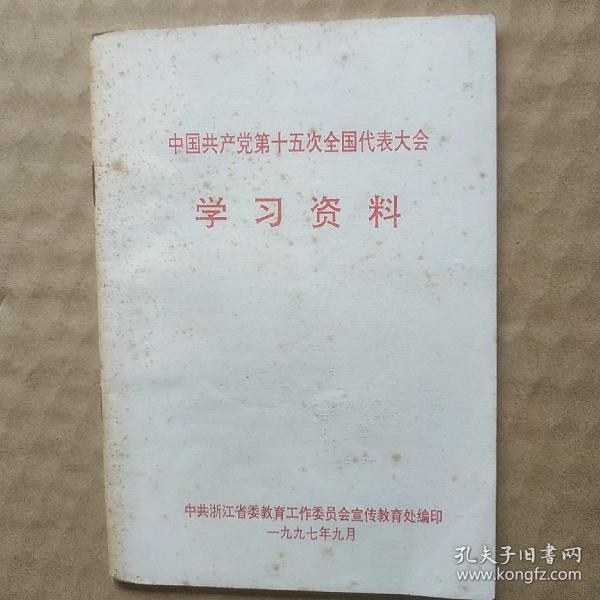 中国共产党第十五次全国代表大会
学习资料
中共浙江省委教育工作委员会宣传教育处编印
一九九七年九月
孔夫子旧书网
www.kongfz.com